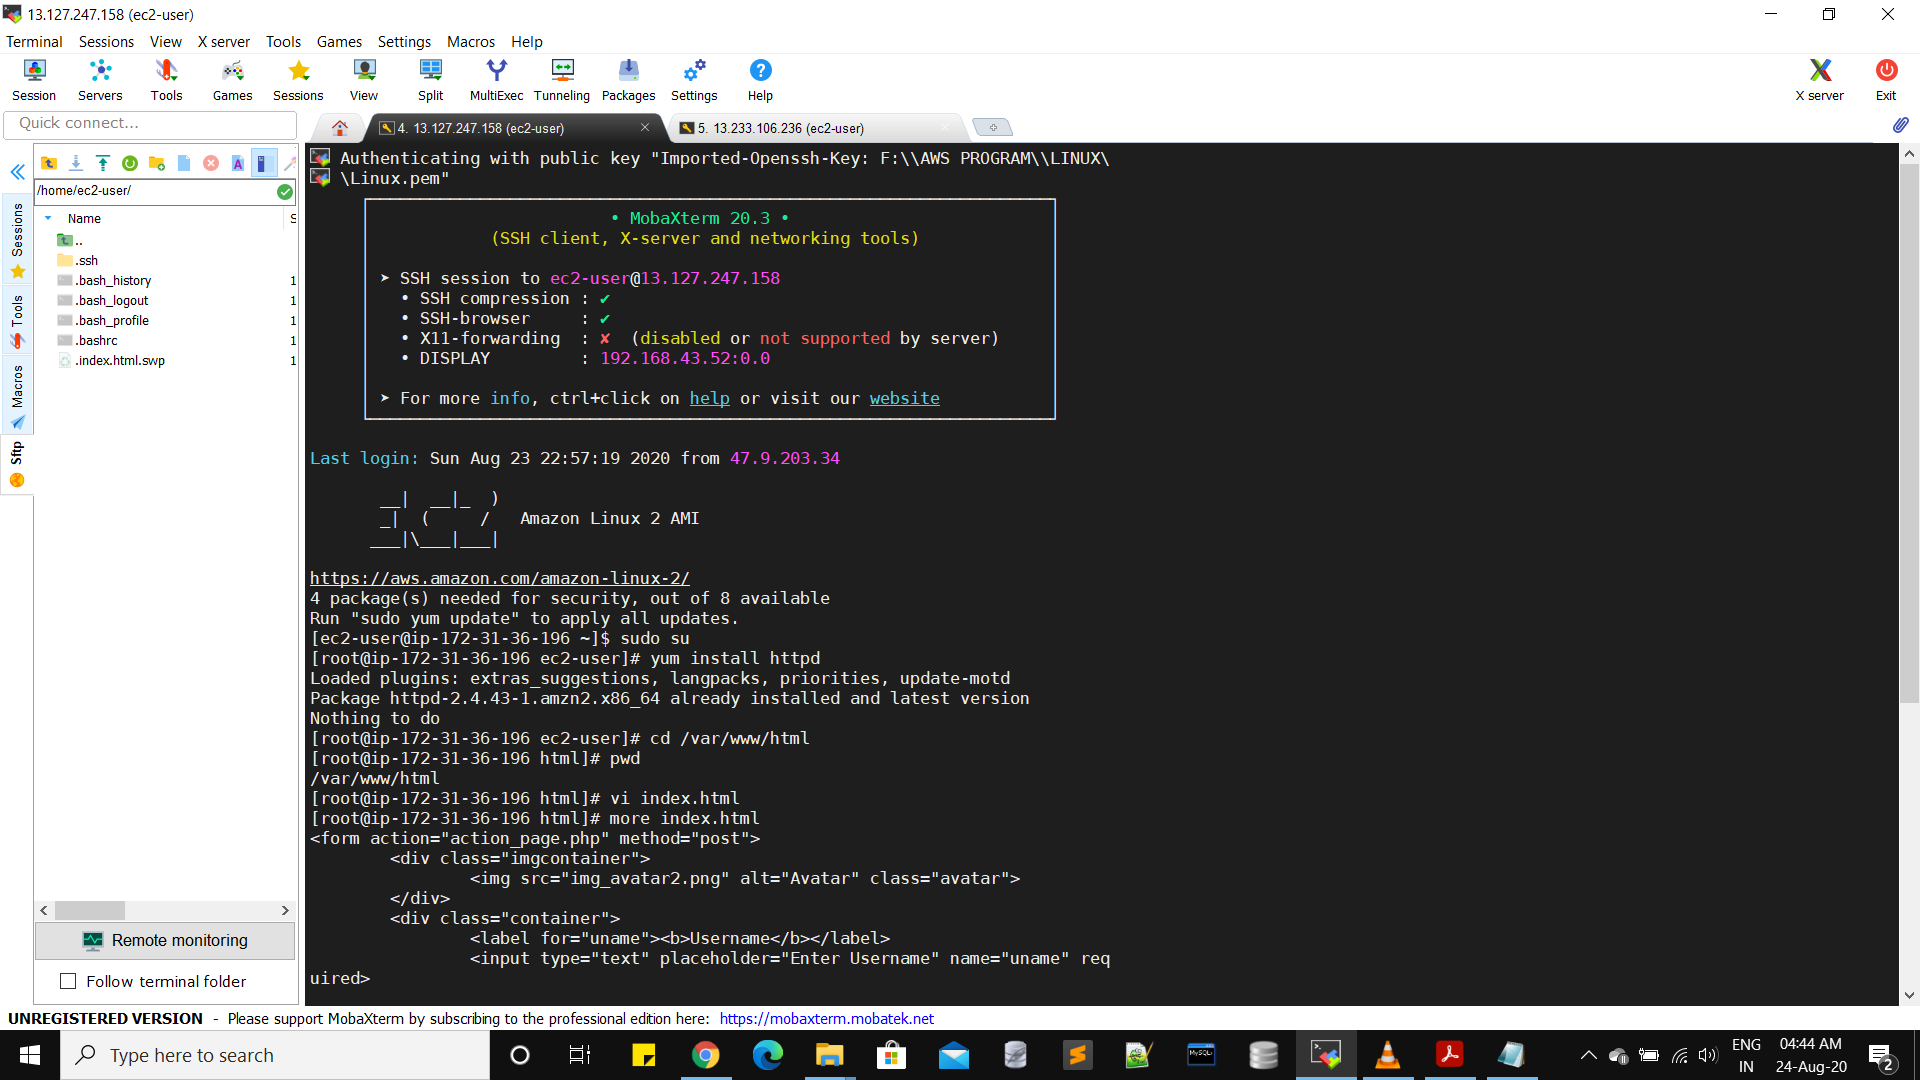 13.127.247.158 (ec2-user)
Terminal Sessions View X server Tools Games Settings Macros Help
Session Servers Tools Games Sessions View Split MultiExec Tunneling Packages Settings Help X server Exit
Quick connect...
4. 13.127.247.158 (ec2-user)
5. 13.233.106.236 (ec2-user)
/home/ec2-user/
Name S
..
.ssh
.bash_history 1
.bash_logout 1
.bash_profile 1
.bashrc 1
.index.html.swp 1
Sessions
Tools
Macros
Sftp
Remote monitoring
Follow terminal folder
Authenticating with public key "Imported-Openssh-Key: F:\\AWS PROGRAM\\LINUX\
\Linux.pem"
• MobaXterm 20.3 •
(SSH client, X-server and networking tools)
➤ SSH session to ec2-user@13.127.247.158
• SSH compression : ✔
• SSH-browser : ✔
• X11-forwarding : ✘ (disabled or not supported by server)
• DISPLAY : 192.168.43.52:0.0
➤ For more info, ctrl+click on help or visit our website
Last login: Sun Aug 23 22:57:19 2020 from 47.9.203.34
__| __|_ )
_| ( / Amazon Linux 2 AMI
___|\___|___|
https://aws.amazon.com/amazon-linux-2/
4 package(s) needed for security, out of 8 available
Run "sudo yum update" to apply all updates.
[ec2-user@ip-172-31-36-196 ~]$ sudo su
[root@ip-172-31-36-196 ec2-user]# yum install httpd
Loaded plugins: extras_suggestions, langpacks, priorities, update-motd
Package httpd-2.4.43-1.amzn2.x86_64 already installed and latest version
Nothing to do
[root@ip-172-31-36-196 ec2-user]# cd /var/www/html
[root@ip-172-31-36-196 html]# pwd
/var/www/html
[root@ip-172-31-36-196 html]# vi index.html
[root@ip-172-31-36-196 html]# more index.html
<form action="action_page.php" method="post">
<div class="imgcontainer">
<img src="img_avatar2.png" alt="Avatar" class="avatar">
</div>
<div class="container">
<label for="uname"><b>Username</b></label>
<input type="text" placeholder="Enter Username" name="uname" req
uired>
UNREGISTERED VERSION - Please support MobaXterm by subscribing to the professional edition here: https://mobaxterm.mobatek.net
Type here to search
MySQL
ENG
IN
04:44 AM
24-Aug-20
2